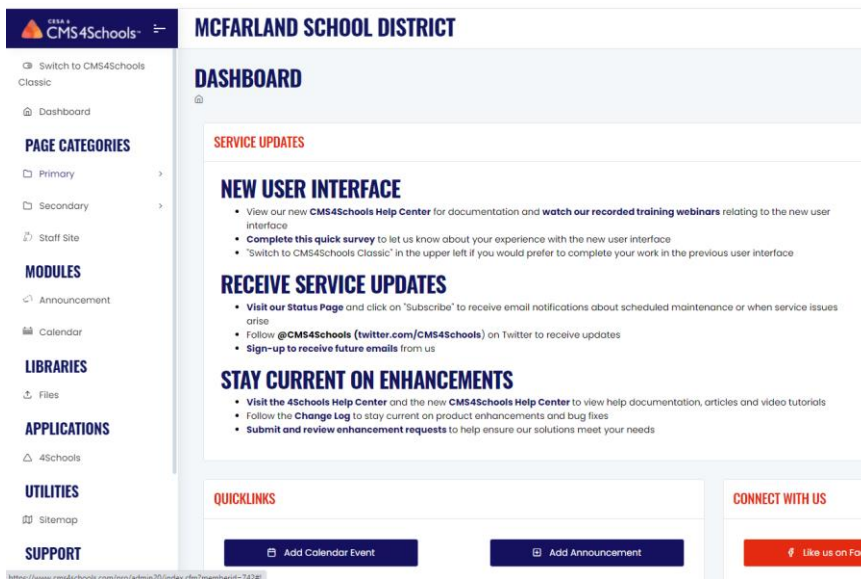 CESA 6
CMS4Schools™
MCFARLAND SCHOOL DISTRICT
Switch to CMS4Schools
Classic
Dashboard
PAGE CATEGORIES
Primary
Secondary
Staff Site
MODULES
Announcement
Calendar
LIBRARIES
Files
APPLICATIONS
4Schools
UTILITIES
Sitemap
SUPPORT
DASHBOARD
SERVICE UPDATES
NEW USER INTERFACE
• View our new CMS4Schools Help Center for documentation and watch our recorded training webinars relating to the new user
interface
• Complete this quick survey to let us know about your experience with the new user interface
• "Switch to CMS4Schools Classic" in the upper left if you would prefer to complete your work in the previous user interface
RECEIVE SERVICE UPDATES
• Visit our Status Page and click on "Subscribe" to receive email notifications about scheduled maintenance or when service issues
arise
• Follow @CMS4Schools (twitter.com/CMS4Schools) on Twitter to receive updates
• Sign-up to receive future emails from us
STAY CURRENT ON ENHANCEMENTS
• Visit the 4Schools Help Center and the new CMS4Schools Help Center to view help documentation, articles and video tutorials
• Follow the Change Log to stay current on product enhancements and bug fixes
• Submit and review enhancement requests to help ensure our solutions meet your needs
QUICKLINKS
Add Calendar Event
Add Announcement
CONNECT WITH US
Like us on Fa